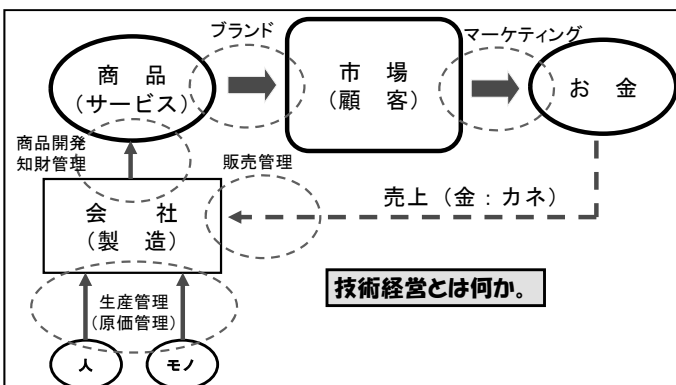 ブランド
マーケティング
商　品
（サービス）
市　場
（顧　客）
お　金
商品開発
知財管理
販売管理
会　　社
（製　造）
売上（金：カネ）
技術経営とは何か。
生産管理
（原価管理）
人
モノ